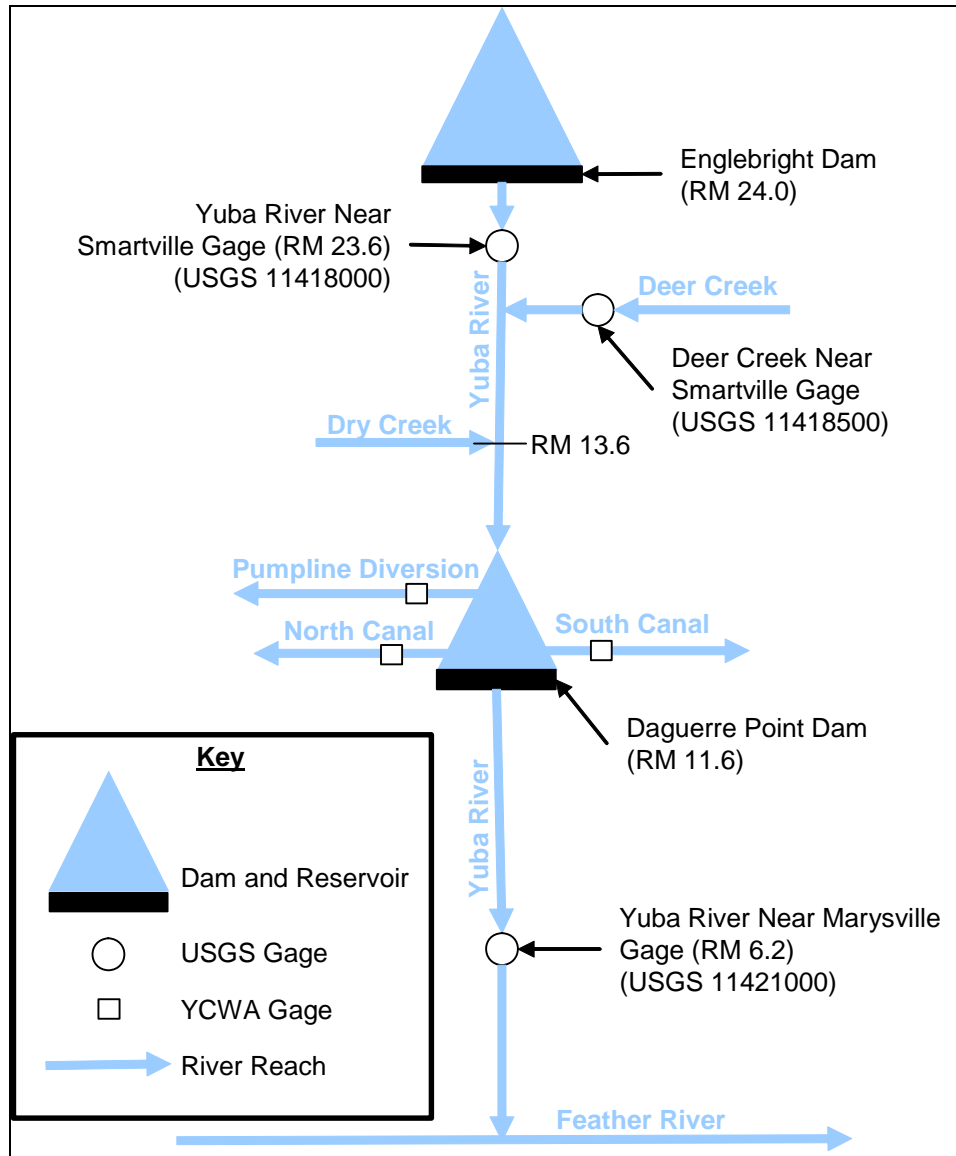 Englebright Dam
(RM 24.0)
Yuba River Near
Smartville Gage (RM 23.6)
(USGS 11418000)
Deer Creek
Yuba River
Deer Creek Near
Smartville Gage
(USGS 11418500)
Dry Creek
RM 13.6
Pumpline Diversion
North Canal
South Canal
Daguerre Point Dam
(RM 11.6)
Yuba River
Yuba River Near Marysville
Gage (RM 6.2)
(USGS 11421000)
Feather River
Key
Dam and Reservoir
USGS Gage
YCWA Gage
River Reach